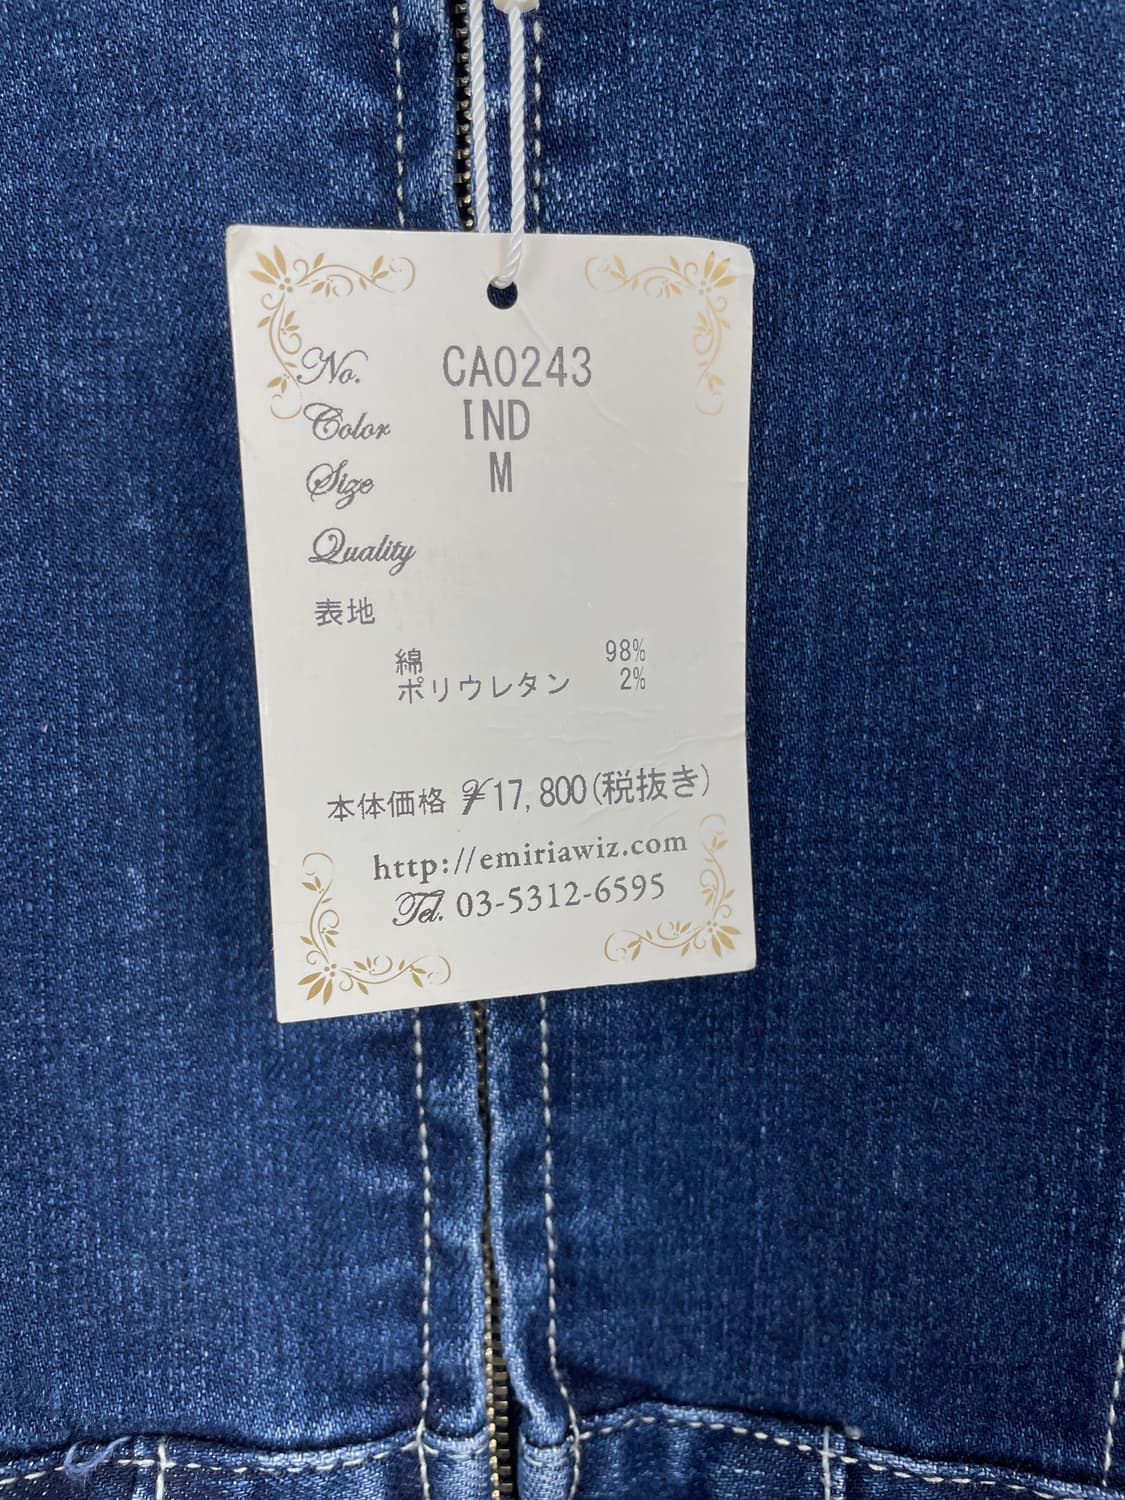 No. CA0243
Color IND
Size M
Quality
表地
綿 98%
ポリウレタン 2%
本体価格 ¥17,800(税抜き)
http://emiriawiz.com
Tel. 03-5312-6595